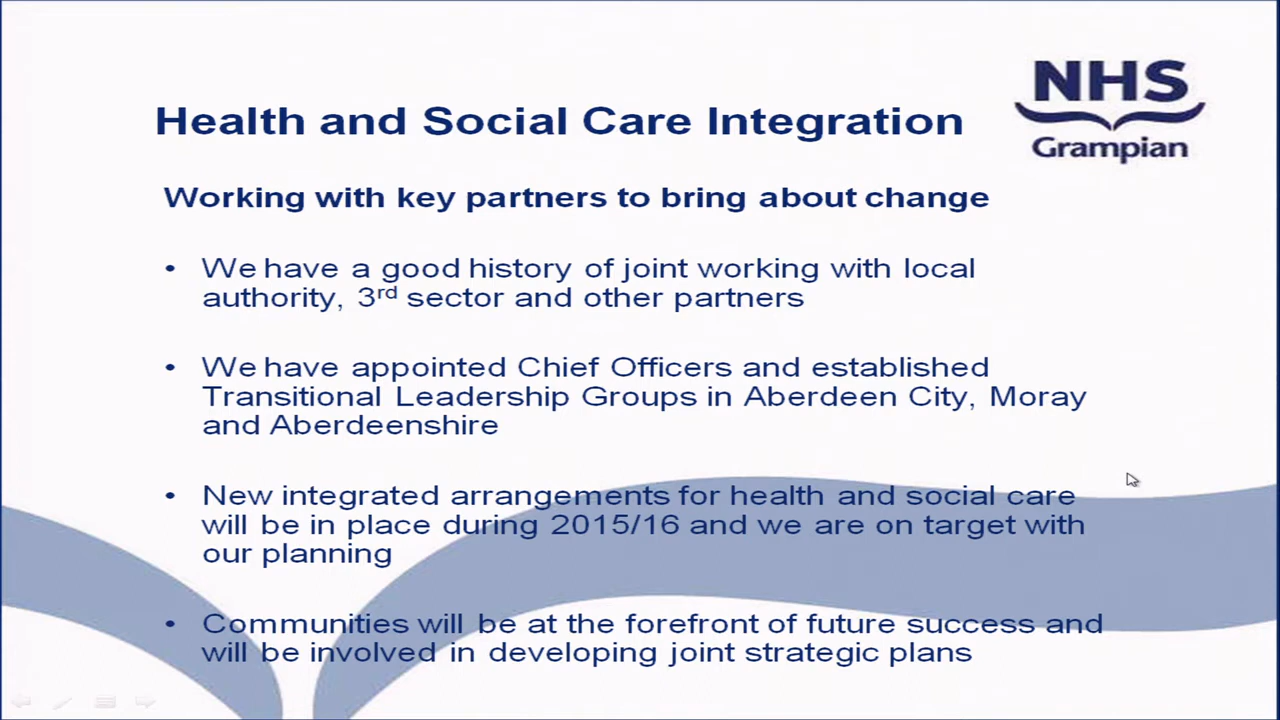 NHS
Grampian
Health and Social Care Integration
Working with key partners to bring about change
• We have a good history of joint working with local
authority, 3rd sector and other partners
• We have appointed Chief Officers and established
Transitional Leadership Groups in Aberdeen City, Moray
and Aberdeenshire
• New integrated arrangements for health and social care
will be in place during 2015/16 and we are on target with
our planning
• Communities will be at the forefront of future success and
will be involved in developing joint strategic plans